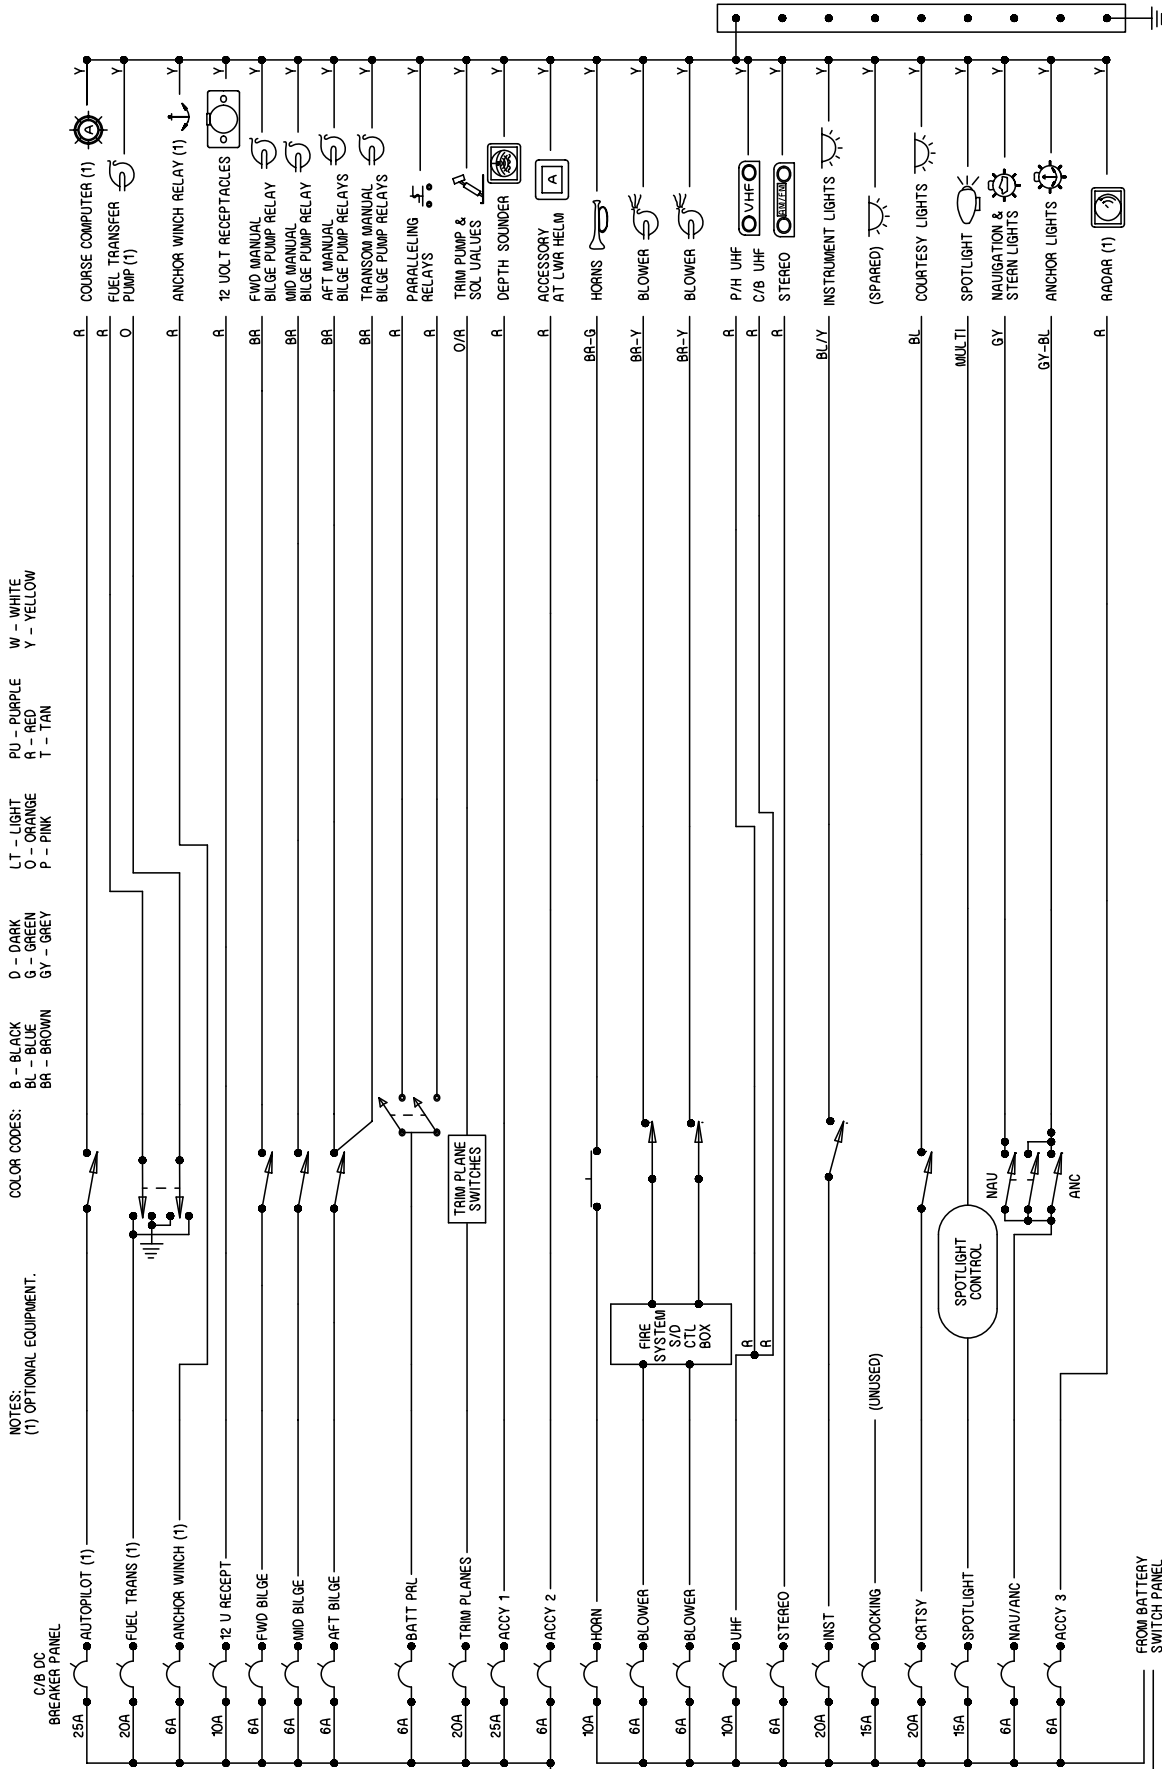 NOTES:
(1) OPTIONAL EQUIPMENT.
COLOR CODES:
B - BLACK
BL - BLUE
BR - BROWN
D - DARK
G - GREEN
GY - GREY
LT - LIGHT
O - ORANGE
P - PINK
PU - PURPLE
R - RED
T - TAN
W - WHITE
Y - YELLOW
C/B DC
BREAKER PANEL
25A AUTOPILOT (1) R COURSE COMPUTER (1) A Y
R FUEL TRANSFER
20A FUEL TRANS (1) O PUMP (1) Y
6A ANCHOR WINCH (1) R ANCHOR WINCH RELAY (1) Y
10A 12 U RECEPT R 12 UOLT RECEPTACLES Y
6A FWD BILGE BR FWD MANUAL
BILGE PUMP RELAY Y
6A MID BILGE BR MID MANUAL
BILGE PUMP RELAY Y
6A AFT BILGE BR AFT MANUAL
BILGE PUMP RELAYS Y
BR TRANSOM MANUAL
BILGE PUMP RELAYS Y
6A BATT PRL R PARALLELING
R RELAYS Y
20A TRIM PLANES TRIM PLANE
SWITCHES O/R TRIM PUMP &
SOL UALUES Y
25A ACCY 1 R DEPTH SOUNDER Y
6A ACCY 2 R ACCESSORY
AT LWR HELM A Y
10A HORN BR-G HORNS Y
6A BLOWER BR-Y BLOWER Y
FIRE
SYSTEM
S/D
CTL
BOX
6A BLOWER BR-Y BLOWER Y
10A UHF R R P/H UHF VHF Y
R R C/B UHF Y
6A STEREO R STEREO AM/FM Y
20A INST BL/Y INSTRUMENT LIGHTS Y
15A DOCKING (UNUSED) (SPARED) Y
20A CRTSY BL COURTESY LIGHTS Y
15A SPOTLIGHT SPOTLIGHT
CONTROL MULTI SPOTLIGHT Y
6A NAU/ANC NAU GY NAUIGATION &
STERN LIGHTS Y
ANC GY-BL ANCHOR LIGHTS Y
6A ACCY 3 R RADAR (1) Y
FROM BATTERY
SWITCH PANEL